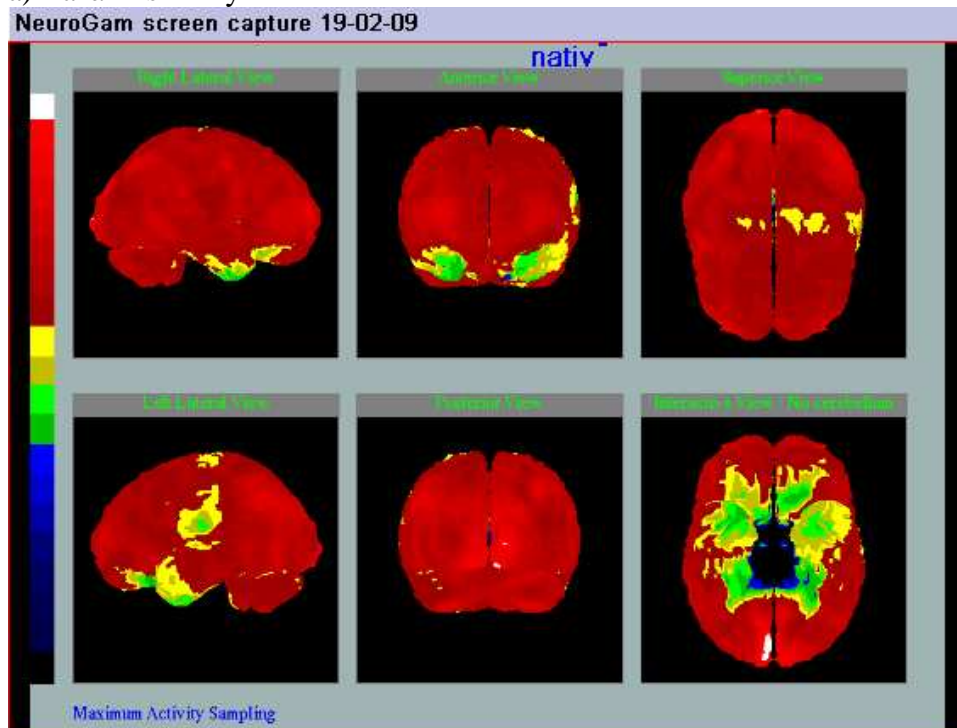 NeuroGam screen capture 19-02-09
nativ
Right Lateral View
Anterior View
Superior View
Left Lateral View
Posterior View
Interactive View - No cerebellum
Maximum Activity Sampling